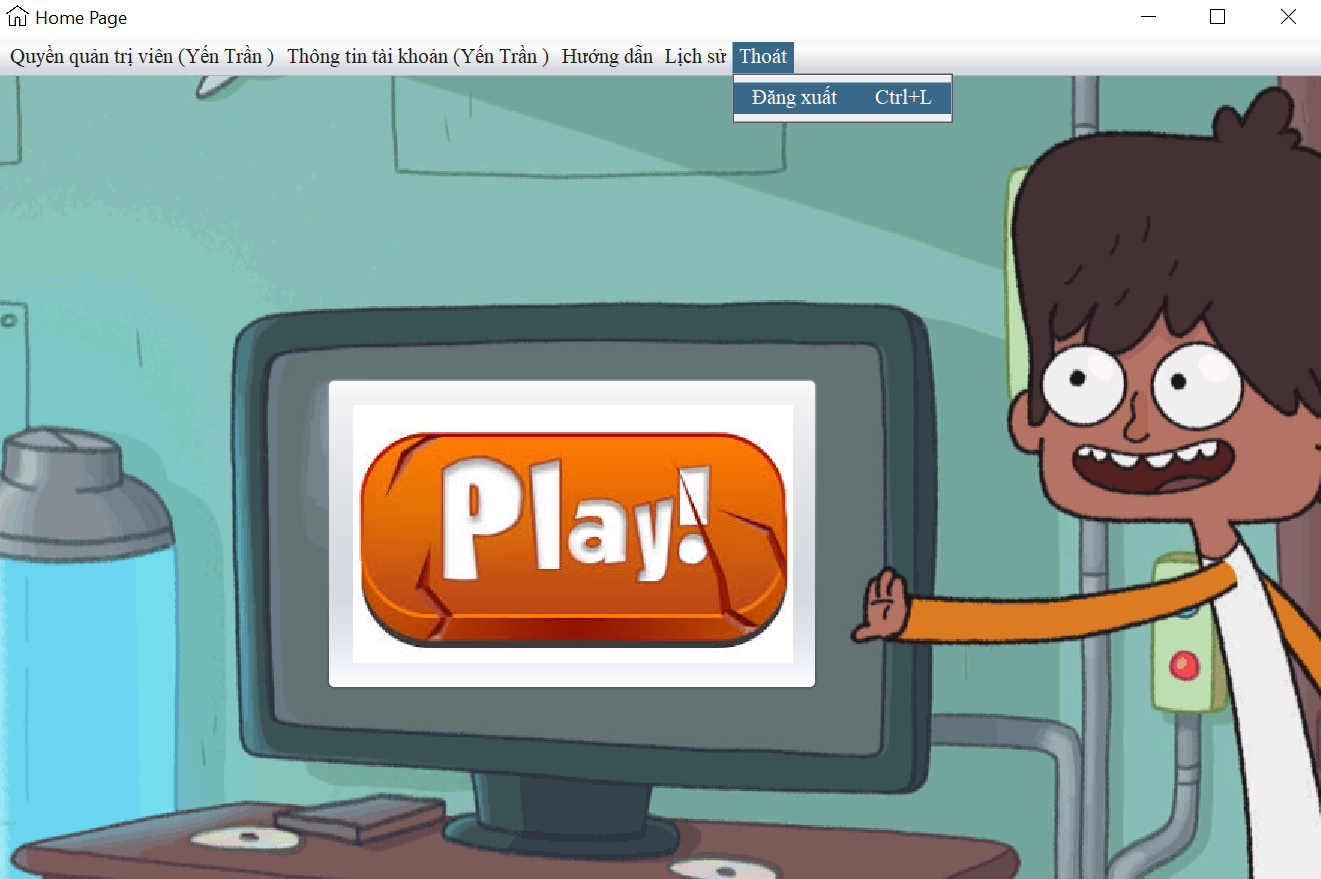 Home Page
Quyền quản trị viên (Yến Trần ) Thông tin tài khoản (Yến Trần ) Hướng dẫn Lịch sử Thoát
Đăng xuất Ctrl+L
Play!